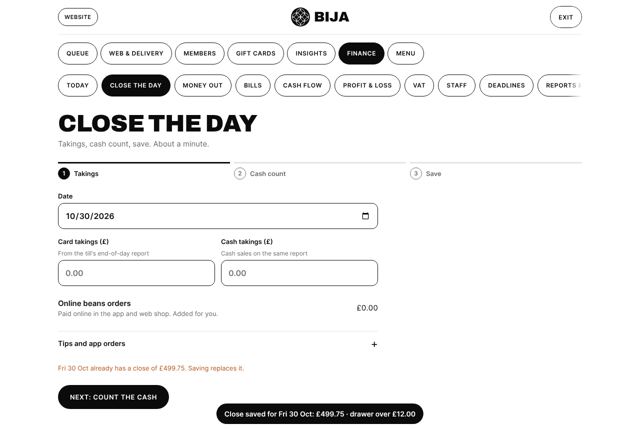 WEBSITE
BIJA
EXIT
QUEUE WEB & DELIVERY MEMBERS GIFT CARDS INSIGHTS FINANCE MENU
TODAY CLOSE THE DAY MONEY OUT BILLS CASH FLOW PROFIT & LOSS VAT STAFF DEADLINES REPORTS
CLOSE THE DAY
Takings, cash count, save. About a minute.
1 Takings 2 Cash count 3 Save
Date
10/30/2026
Card takings (£) Cash takings (£)
From the till's end-of-day report Cash sales on the same report
0.00 0.00
Online beans orders £0.00
Paid online in the app and web shop. Added for you.
Tips and app orders +
Fri 30 Oct already has a close of £499.75. Saving replaces it.
NEXT: COUNT THE CASH
Close saved for Fri 30 Oct: £499.75 · drawer over £12.00